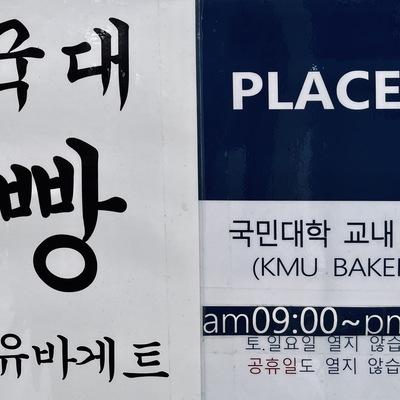 국대
빵
유바게트
PLACE
국민대학 교내
(KMU BAKE
am09:00~pm
토.일요일 열지 않습
공휴일도 열지 않습